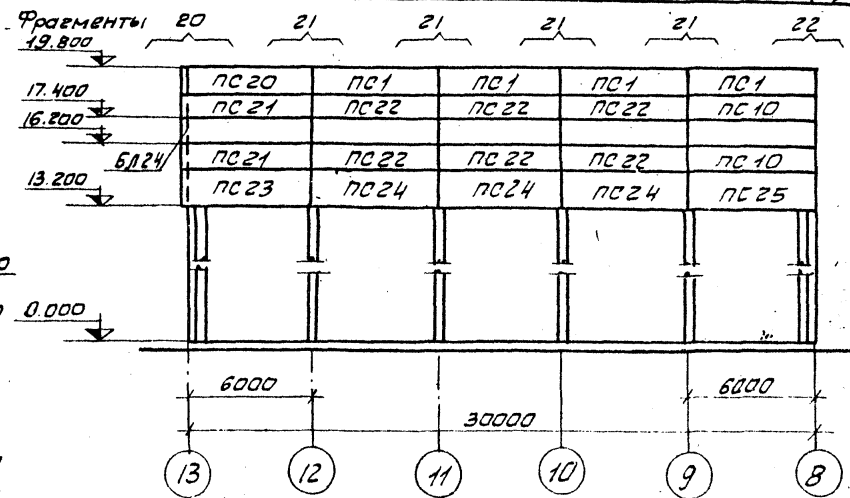 Фрагменты 20 21 21 21 21 22
19.800
ПС20 ПС1 ПС1 ПС1 ПС1
17.400
ПС21 ПС22 ПС22 ПС22 ПС10
16.200
БЛ24
ПС21 ПС22 ПС22 ПС22 ПС10
13.200
ПС23 ПС24 ПС24 ПС24 ПС25
0.000
6000 6000
30000
13 12 11 10 9 8